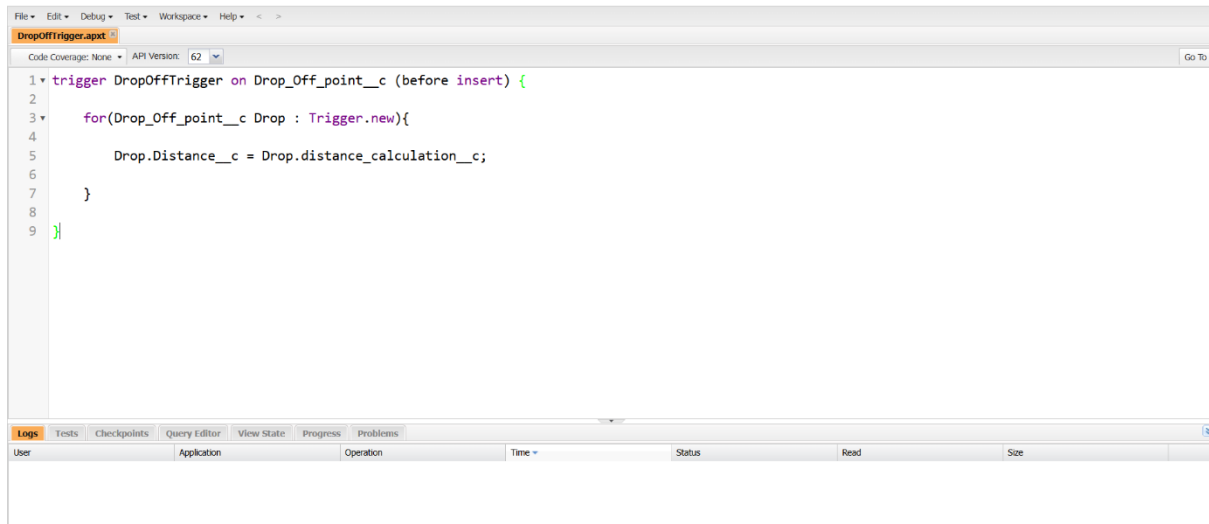 File Edit Debug Test Workspace Help < >
DropOffTrigger.apxt
Code Coverage: None API Version: 62 Go To
1 trigger DropOffTrigger on Drop_Off_point__c (before insert) {
2
3 for(Drop_Off_point__c Drop : Trigger.new){
4
5 Drop.Distance__c = Drop.distance_calculation__c;
6
7 }
8
9 }
Logs Tests Checkpoints Query Editor View State Progress Problems
User Application Operation Time Status Read Size